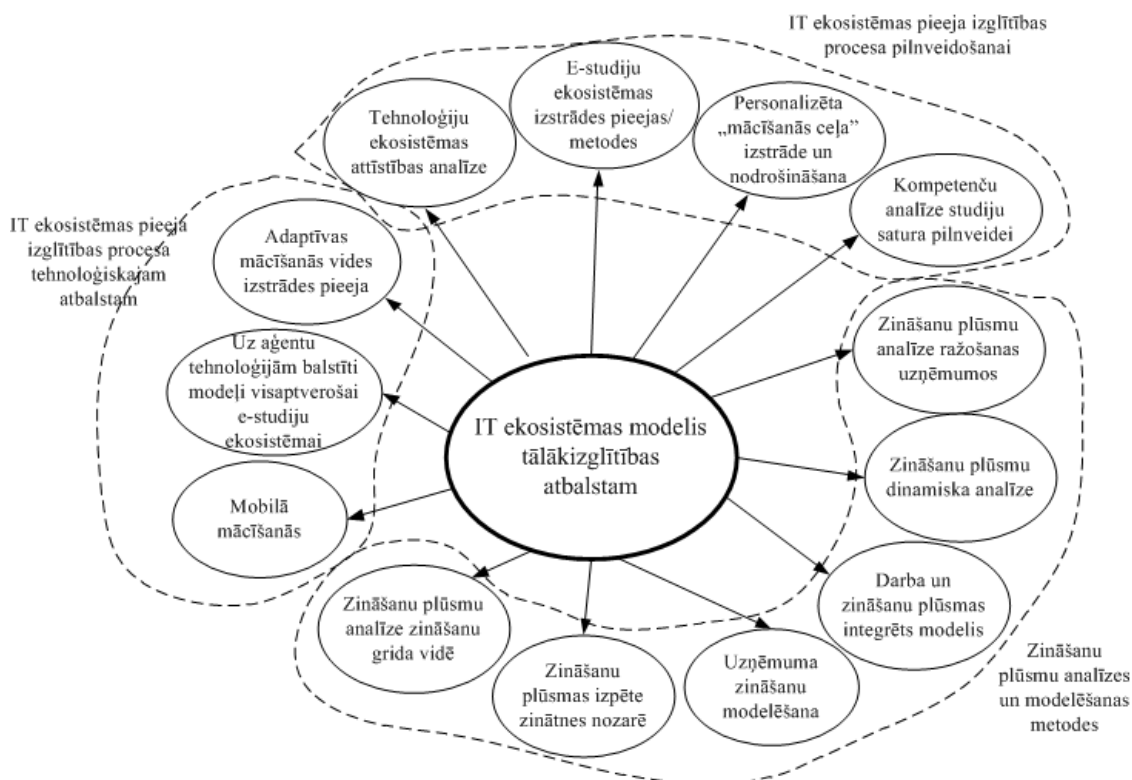 IT ekosistēmas pieeja izglītības
procesa pilnveidošanai
E-studiju
ekosistēmas
izstrādes pieejas/
metodes
Tehnoloģiju
ekosistēmas
attīstības analīze
Personalizēta
„mācīšanās ceļa”
izstrāde un
nodrošināšana
Kompetenču
analīze studiju
satura pilnveidei
IT ekosistēmas pieeja
izglītības procesa
tehnoloģiskajam
atbalstam
Adaptīvas
mācīšanās vides
izstrādes pieeja
Uz aģentu
tehnoloģijām balstīti
modeļi visaptverošai
e-studiju
ekosistēmai
Mobilā
mācīšanās
IT ekosistēmas modelis
tālākizglītības
atbalstam
Zināšanu plūsmu
analīze ražošanas
uzņēmumos
Zināšanu plūsmu
dinamiska analīze
Darba un
zināšanu plūsmas
integrēts modelis
Zināšanu plūsmu
analīze zināšanu
grida vidē
Zināšanu
plūsmas izpēte
zinātnes nozarē
Uzņēmuma
zināšanu
modelēšana
Zināšanu
plūsmu analīzes
un modelēšanas
metodes